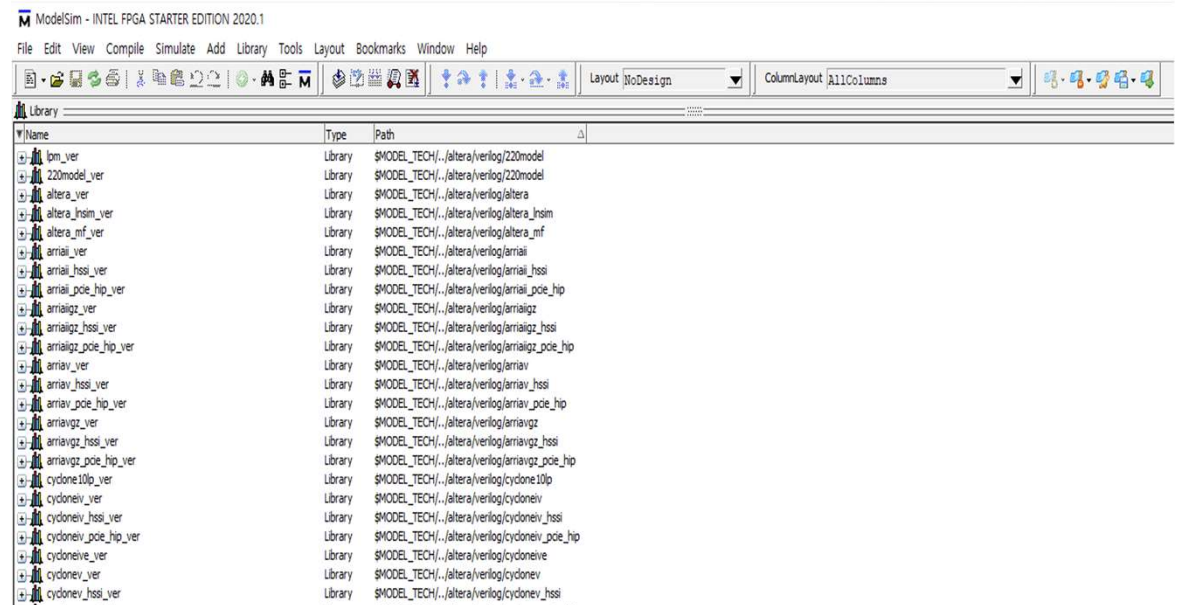 ModelSim - INTEL FPGA STARTER EDITION 2020.1
File Edit View Compile Simulate Add Library Tools Layout Bookmarks Window Help
Layout NoDesign ColumnLayout AllColumns
Library
Name Type Path
lpm_ver Library $MODEL_TECH/../altera/verilog/220model
220model_ver Library $MODEL_TECH/../altera/verilog/220model
altera_ver Library $MODEL_TECH/../altera/verilog/altera
altera_lnsim_ver Library $MODEL_TECH/../altera/verilog/altera_lnsim
altera_mf_ver Library $MODEL_TECH/../altera/verilog/altera_mf
arriaii_ver Library $MODEL_TECH/../altera/verilog/arriaii
arriaii_hssi_ver Library $MODEL_TECH/../altera/verilog/arriaii_hssi
arriaii_pcie_hip_ver Library $MODEL_TECH/../altera/verilog/arriaii_pcie_hip
arriaiigz_ver Library $MODEL_TECH/../altera/verilog/arriaiigz
arriaiigz_hssi_ver Library $MODEL_TECH/../altera/verilog/arriaiigz_hssi
arriaiigz_pcie_hip_ver Library $MODEL_TECH/../altera/verilog/arriaiigz_pcie_hip
arriav_ver Library $MODEL_TECH/../altera/verilog/arriav
arriav_hssi_ver Library $MODEL_TECH/../altera/verilog/arriav_hssi
arriav_pcie_hip_ver Library $MODEL_TECH/../altera/verilog/arriav_pcie_hip
arriavgz_ver Library $MODEL_TECH/../altera/verilog/arriavgz
arriavgz_hssi_ver Library $MODEL_TECH/../altera/verilog/arriavgz_hssi
arriavgz_pcie_hip_ver Library $MODEL_TECH/../altera/verilog/arriavgz_pcie_hip
cyclone10lp_ver Library $MODEL_TECH/../altera/verilog/cyclone10lp
cycloneiv_ver Library $MODEL_TECH/../altera/verilog/cycloneiv
cycloneiv_hssi_ver Library $MODEL_TECH/../altera/verilog/cycloneiv_hssi
cycloneiv_pcie_hip_ver Library $MODEL_TECH/../altera/verilog/cycloneiv_pcie_hip
cycloneive_ver Library $MODEL_TECH/../altera/verilog/cycloneive
cyclonev_ver Library $MODEL_TECH/../altera/verilog/cyclonev
cyclonev_hssi_ver Library $MODEL_TECH/../altera/verilog/cyclonev_hssi